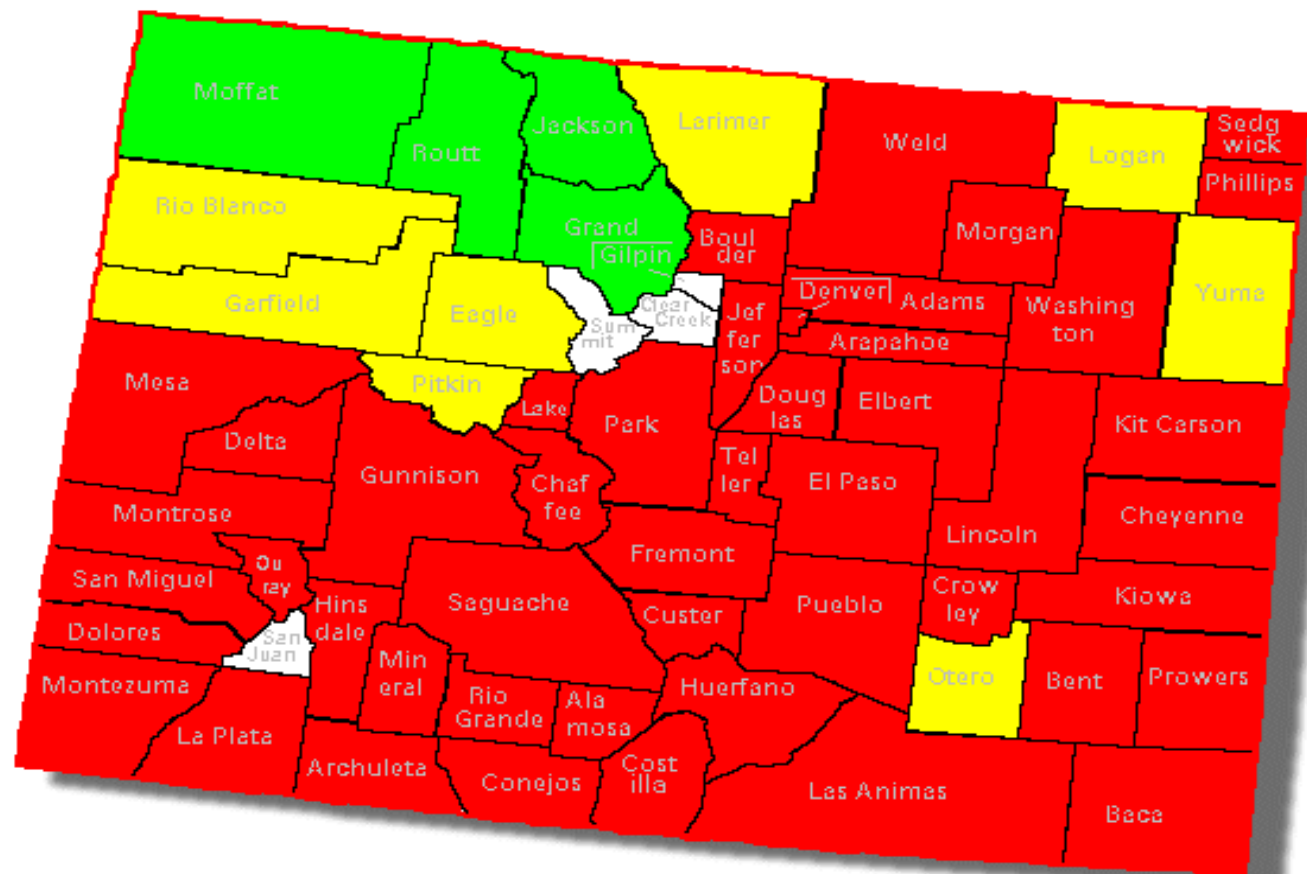 Moffat
Routt
Jackson
Larimer
Weld
Logan
Sedg
wick
Phillips
Rio Blanco
Grand
Gilpin
Boul
der
Morgan
Garfield
Eagle
Sum
mit
Clear
Creek
Jef
fer
son
Denver
Adams
Arapahoe
Washing
ton
Yuma
Mesa
Pitkin
Lake
Park
Doug
las
Elbert
Kit Carson
Delta
Gunnison
Chaf
fee
Tel
ler
El Paso
Lincoln
Cheyenne
Montrose
Fremont
Ou
ray
San Miguel
Hins
dale
Saguache
Custer
Pueblo
Crow
ley
Kiowa
Dolores
San
Juan
Min
eral
Montezuma
Rio
Grande
Ala
mosa
Huerfano
Otero
Bent
Prowers
La Plata
Archuleta
Conejos
Cost
illa
Las Animas
Baca